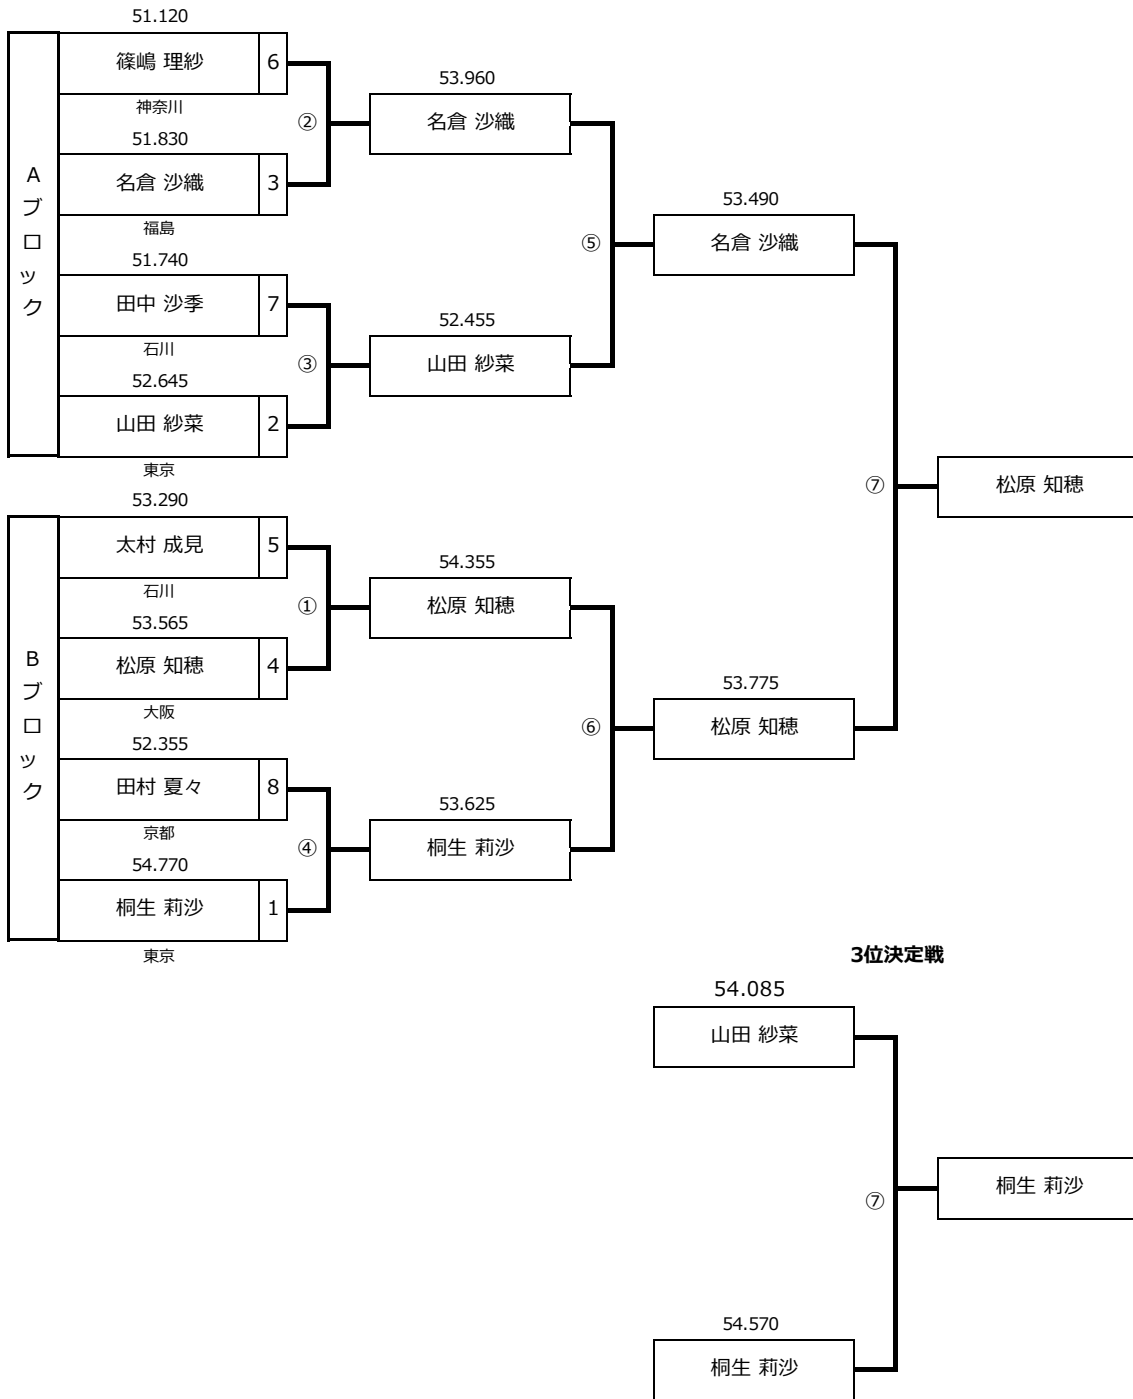 51.120
篠嶋 理紗 6
神奈川
51.830
名倉 沙織 3
福島
51.740
田中 沙季 7
石川
52.645
山田 紗菜 2
東京
Aブロック
②
③
53.960
名倉 沙織
52.455
山田 紗菜
⑤
53.490
名倉 沙織
53.290
太村 成見 5
石川
53.565
松原 知穂 4
大阪
52.355
田村 夏々 8
京都
54.770
桐生 莉沙 1
東京
Bブロック
①
④
54.355
松原 知穂
53.625
桐生 莉沙
⑥
53.775
松原 知穂
⑦
松原 知穂
3位決定戦
54.085
山田 紗菜
⑦
桐生 莉沙
54.570
桐生 莉沙